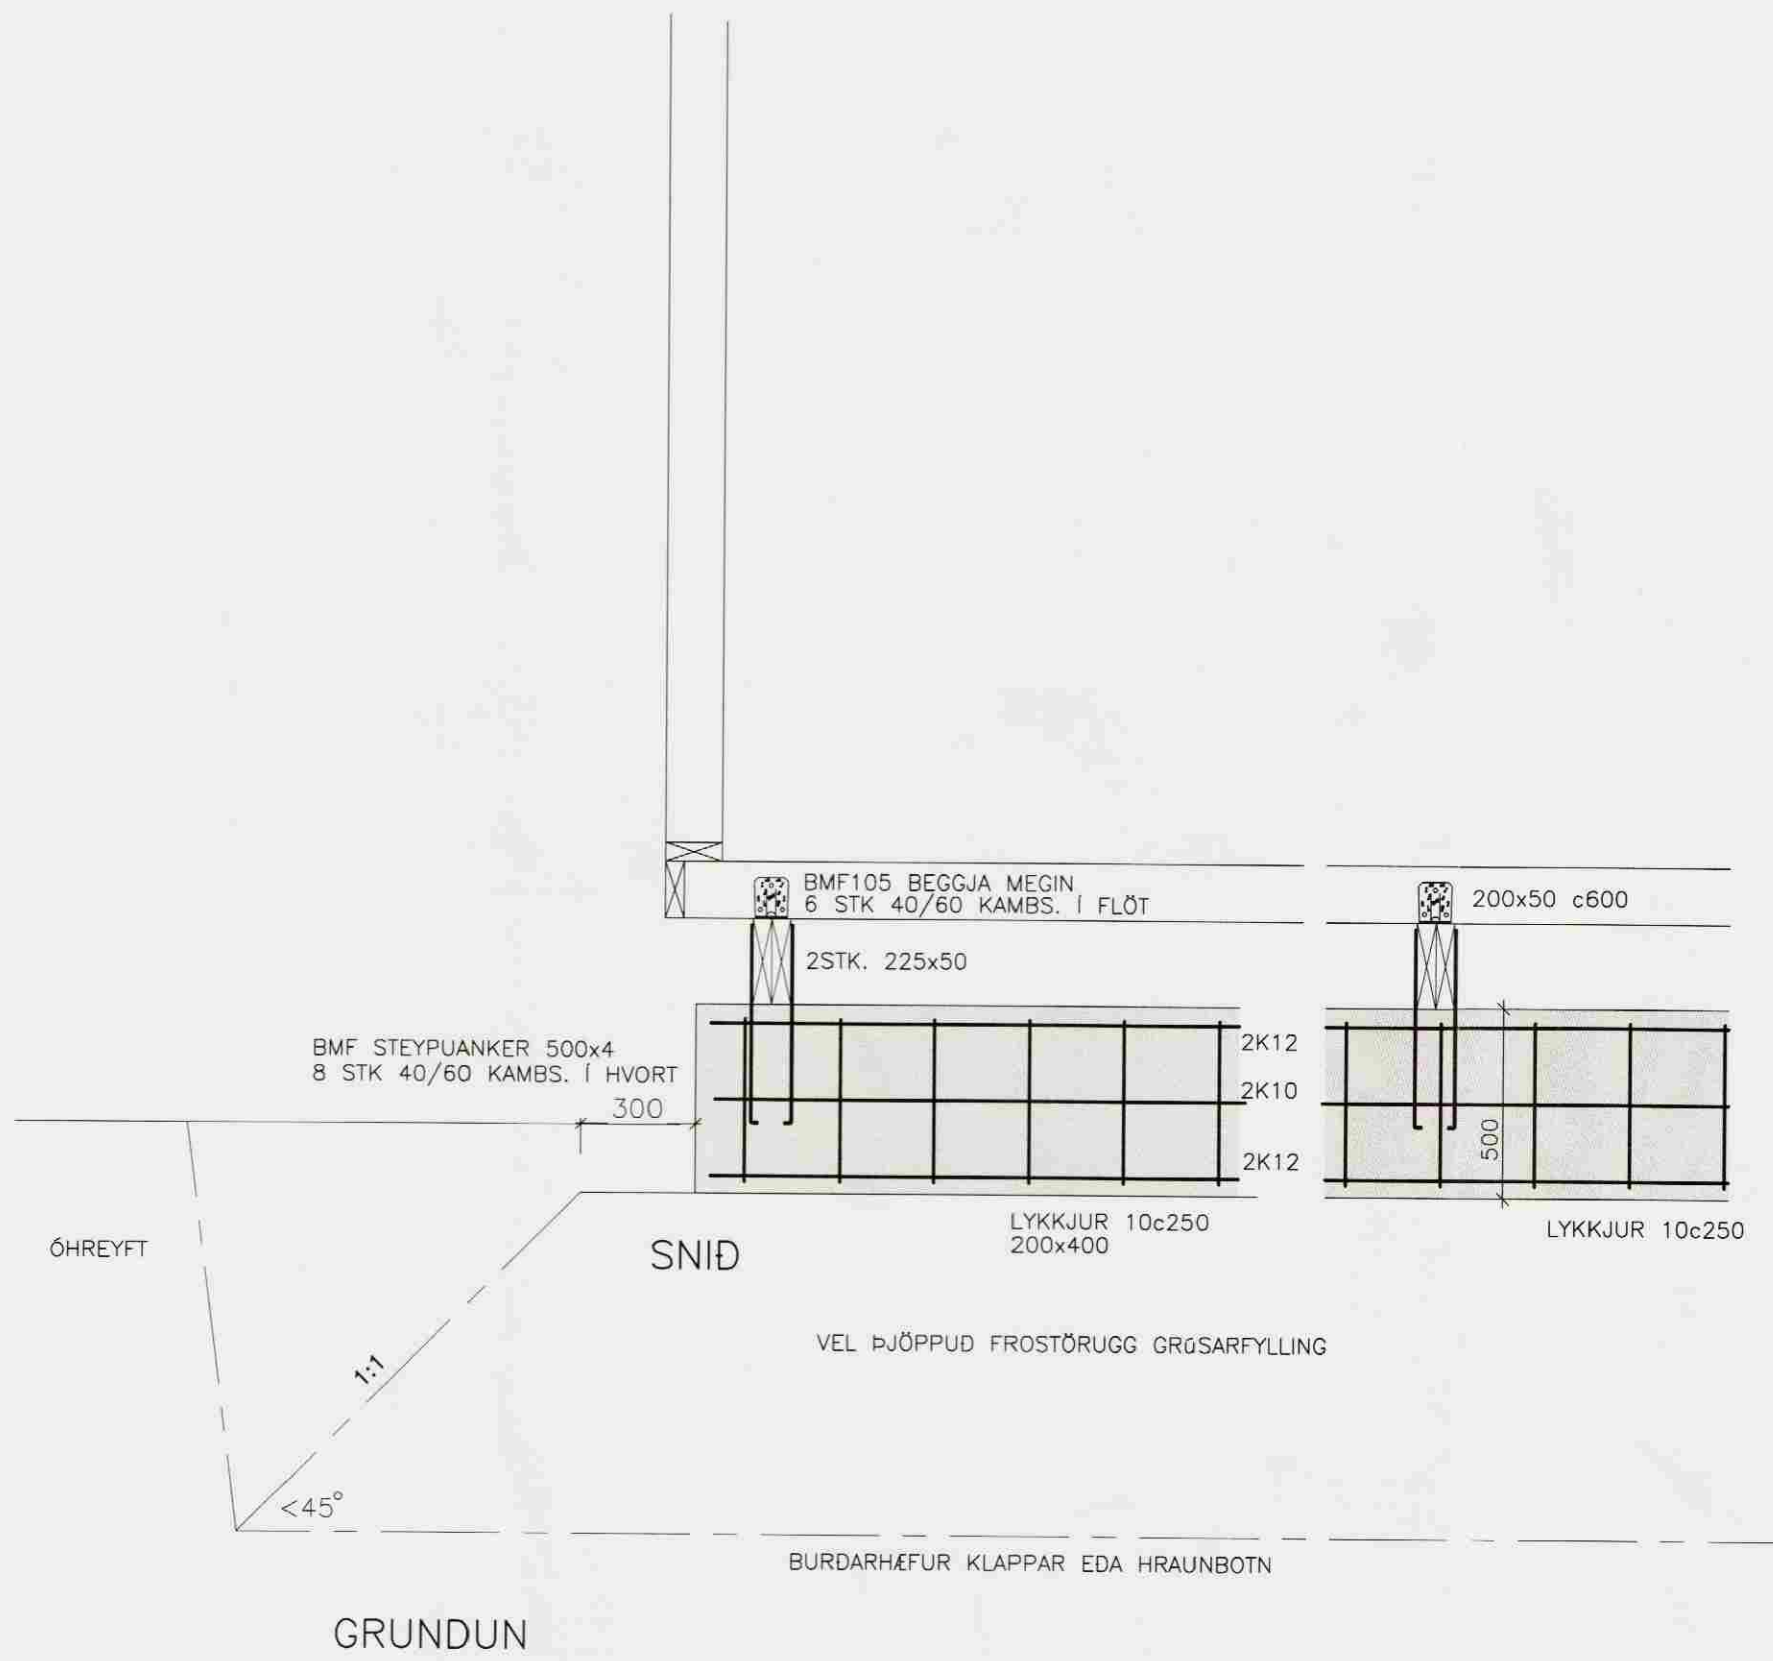 BMF105 BEGGJA MEGIN
6 STK 40/60 KAMBS. Í FLÖT
200x50 c600
2STK. 225x50
BMF STEYPUANKER 500x4
8 STK 40/60 KAMBS. Í HVORT
300
2K12
2K10
2K12
500
LYKKJUR 10c250
200x400
LYKKJUR 10c250
ÓHREYFT
SNIÐ
VEL ÞJÖPPUÐ FROSTÖRUGG GRÚSARFYLLING
1:1
<45°
BURÐARHÆFUR KLAPPAR EÐA HRAUNBOTN
GRUNDUN